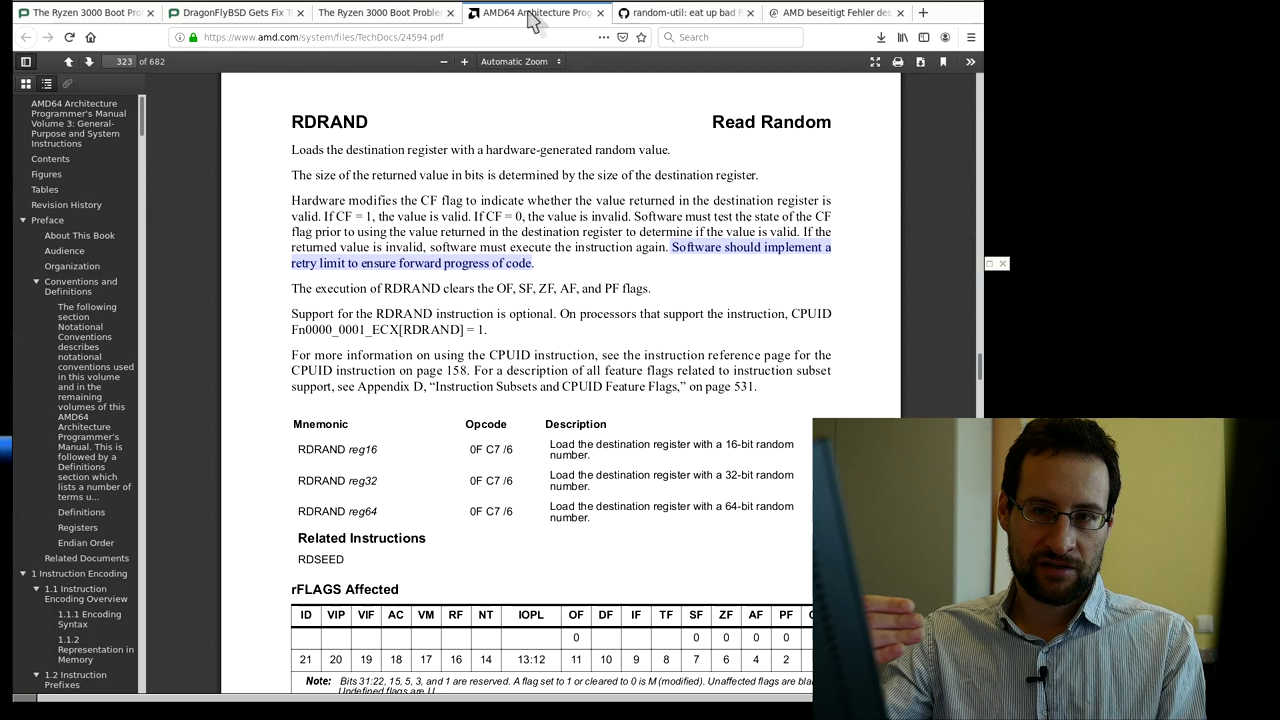 The Ryzen 3000 Boot Problem
DragonFlyBSD Gets Fix T
The Ryzen 3000 Boot Proble
AMD64 Architecture Prog
random-util: eat up bad R
AMD beseitigt Fehler des
https://www.amd.com/system/files/TechDocs/24594.pdf
Search
323 of 682
Automatic Zoom
AMD64 Architecture
Programmer's Manual
Volume 3: General-
Purpose and System
Instructions
Contents
Figures
Tables
Revision History
Preface
About This Book
Audience
Organization
Conventions and
Definitions
The following
section
Notational
Conventions
describes
notational
conventions used
in this volume
and in the
remaining
volumes of this
AMD64
Architecture
Programmer's
Manual. This is
followed by a
Definitions
section which
lists a number of
terms u...
Definitions
Registers
Endian Order
Related Documents
1 Instruction Encoding
1.1 Instruction
Encoding Overview
1.1.1 Encoding
Syntax
1.1.2
Representation in
Memory
1.2 Instruction
Prefixes
RDRAND Read Random
Loads the destination register with a hardware-generated random value.
The size of the returned value in bits is determined by the size of the destination register.
Hardware modifies the CF flag to indicate whether the value returned in the destination register is
valid. If CF = 1, the value is valid. If CF = 0, the value is invalid. Software must test the state of the CF
flag prior to using the value returned in the destination register to determine if the value is valid. If the
returned value is invalid, software must execute the instruction again. Software should implement a
retry limit to ensure forward progress of code.
The execution of RDRAND clears the OF, SF, ZF, AF, and PF flags.
Support for the RDRAND instruction is optional. On processors that support the instruction, CPUID
Fn0000_0001_ECX[RDRAND] = 1.
For more information on using the CPUID instruction, see the instruction reference page for the
CPUID instruction on page 158. For a description of all feature flags related to instruction subset
support, see Appendix D, “Instruction Subsets and CPUID Feature Flags,” on page 531.
Mnemonic Opcode Description
RDRAND reg16 0F C7 /6 Load the destination register with a 16-bit random
number.
RDRAND reg32 0F C7 /6 Load the destination register with a 32-bit random
number.
RDRAND reg64 0F C7 /6 Load the destination register with a 64-bit random
number.
Related Instructions
RDSEED
rFLAGS Affected
ID VIP VIF AC VM RF NT IOPL OF DF IF TF SF ZF AF PF
0 0 0 0 0
21 20 19 18 17 16 14 13:12 11 10 9 8 7 6 4 2
Note: Bits 31:22, 15, 5, 3, and 1 are reserved. A flag set to 1 or cleared to 0 is M (modified). Unaffected flags are bla
Undefined flags are U.